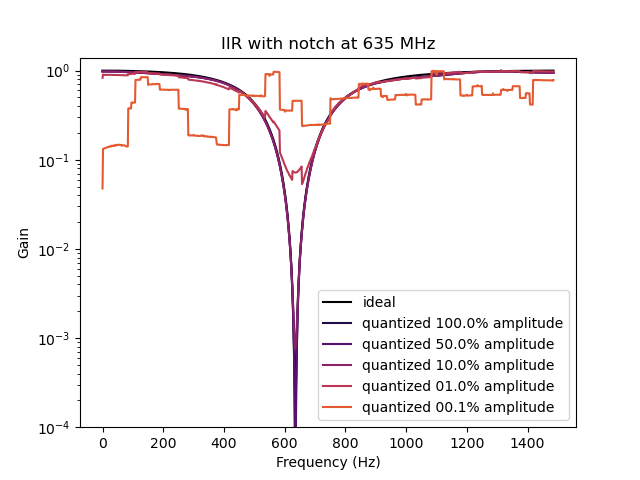 IIR with notch at 635 MHz
Gain
10⁰
10⁻¹
10⁻²
10⁻³
10⁻⁴
ideal
quantized 100.0% amplitude
quantized 50.0% amplitude
quantized 10.0% amplitude
quantized 01.0% amplitude
quantized 00.1% amplitude
0 200 400 600 800 1000 1200 1400
Frequency (Hz)